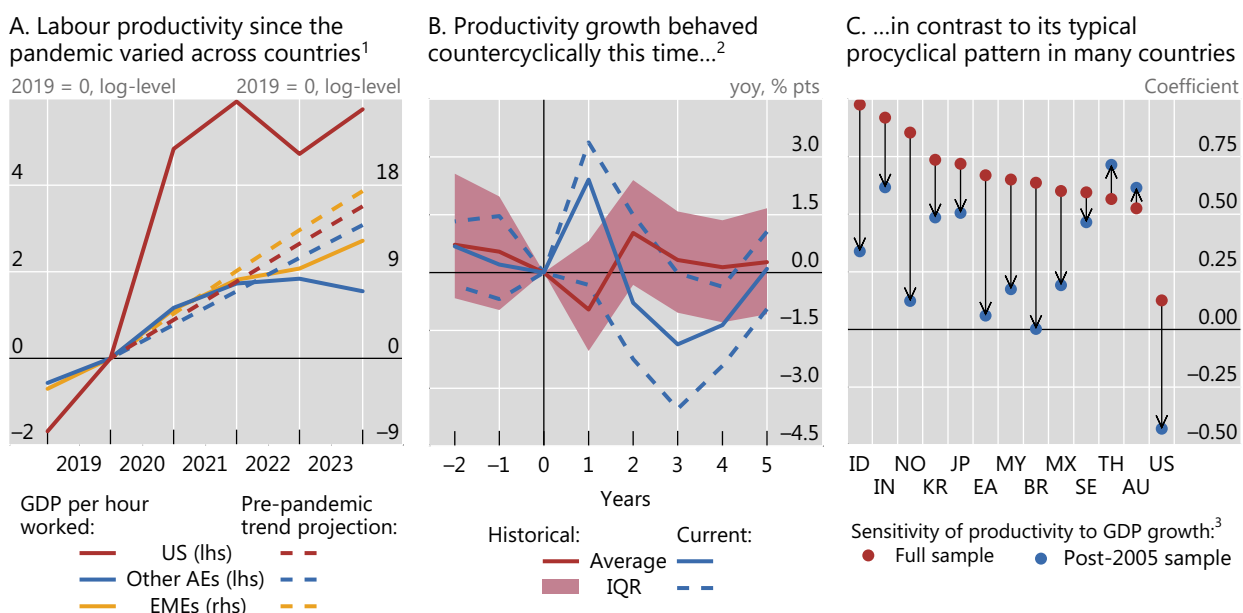 A. Labour productivity since the
pandemic varied across countries1
2019 = 0, log-level 2019 = 0, log-level
4 18
2 9
0 0
–2 –9
2019 2020 2021 2022 2023
GDP per hour
worked:
Pre-pandemic
trend projection:
US (lhs)
Other AEs (lhs)
EMEs (rhs)
B. Productivity growth behaved
countercyclically this time…2
yoy, % pts
3.0
1.5
0.0
–1.5
–3.0
–4.5
–2 –1 0 1 2 3 4 5
Years
Historical: Current:
Average
IQR
C. …in contrast to its typical
procyclical pattern in many countries
Coefficient
0.75
0.50
0.25
0.00
–0.25
–0.50
ID NO JP MY MX TH US
IN KR EA BR SE AU
Sensitivity of productivity to GDP growth:3
Full sample Post-2005 sample